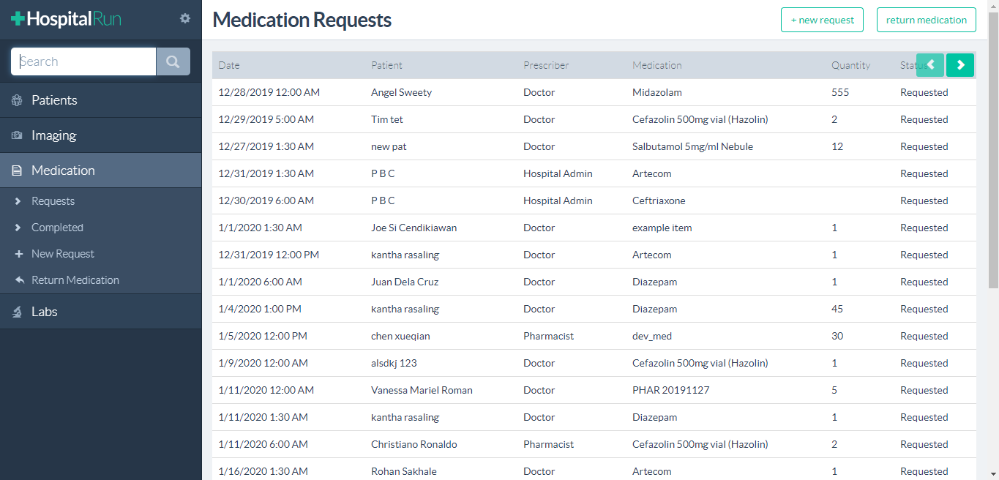 HospitalRun
Search
Patients
Imaging
Medication
Requests
Completed
New Request
Return Medication
Labs
Medication Requests
+ new request
return medication
Date Patient Prescriber Medication Quantity Status
12/28/2019 12:00 AM Angel Sweety Doctor Midazolam 555 Requested
12/29/2019 5:00 AM Tim tet Doctor Cefazolin 500mg vial (Hazolin) 2 Requested
12/27/2019 1:30 AM new pat Doctor Salbutamol 5mg/ml Nebule 12 Requested
12/31/2019 1:30 AM P B C Hospital Admin Artecom Requested
12/30/2019 6:00 AM P B C Hospital Admin Ceftriaxone Requested
1/1/2020 1:30 AM Joe Si Cendikiawan Doctor example item 1 Requested
12/31/2019 12:00 PM kantha rasaling Doctor Artecom 1 Requested
1/1/2020 6:00 AM Juan Dela Cruz Doctor Diazepam 1 Requested
1/4/2020 1:00 PM kantha rasaling Doctor Diazepam 45 Requested
1/5/2020 12:00 PM chen xueqian Pharmacist dev_med 30 Requested
1/9/2020 12:00 AM alsdkj 123 Doctor Cefazolin 500mg vial (Hazolin) 1 Requested
1/11/2020 12:00 AM Vanessa Mariel Roman Doctor PHAR 20191127 5 Requested
1/11/2020 1:30 AM kantha rasaling Doctor Diazepam 1 Requested
1/11/2020 6:00 AM Christiano Ronaldo Pharmacist Cefazolin 500mg vial (Hazolin) 2 Requested
1/16/2020 1:30 AM Rohan Sakhale Doctor Artecom 1 Requested